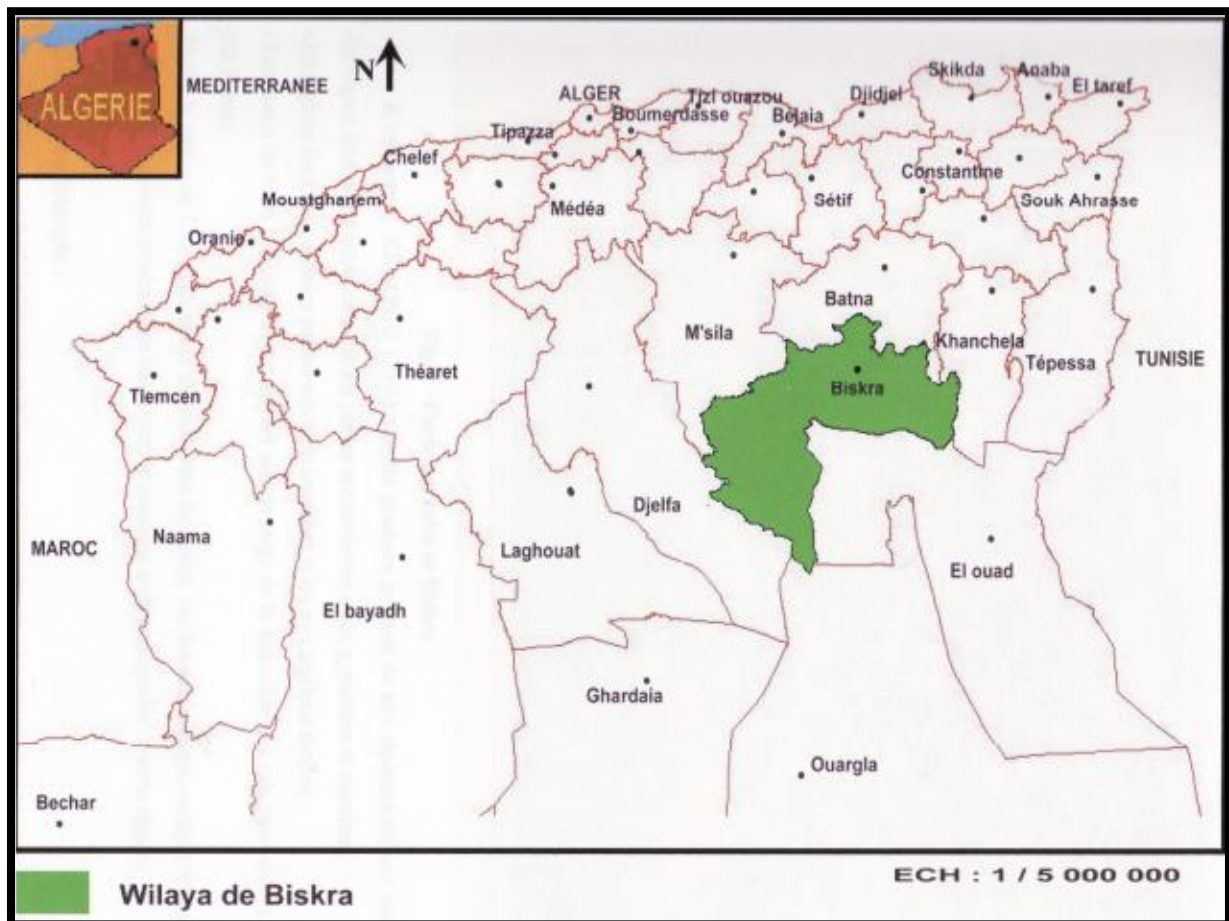 N
MEDITERRANEE
ALGERIE
Skikda
Anaba
El taref
ALGER
Tizi ouazou
Djidjel
Boumerdasse
Bejaia
Tipazza
Chelef
Constantine
Moustghanem
Médéa
Sétif
Souk Ahrasse
Oranie
Batna
M'sila
Khanchela
Théaret
Tépessa
TUNISIE
Tlemcen
Biskra
Djelfa
Naama
MAROC
Laghouat
El ouad
El bayadh
Ghardaia
Ouargla
Bechar
ECH : 1 / 5 000 000
Wilaya de Biskra